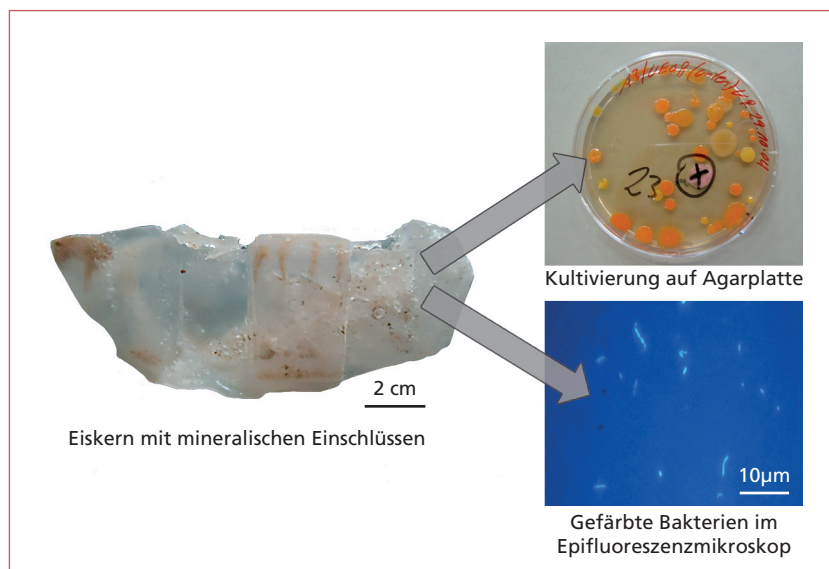 23 +
Kultivierung auf Agarplatte
2 cm
Eiskern mit mineralischen Einschlüssen
10µm
Gefärbte Bakterien im
Epifluoreszenzmikroskop